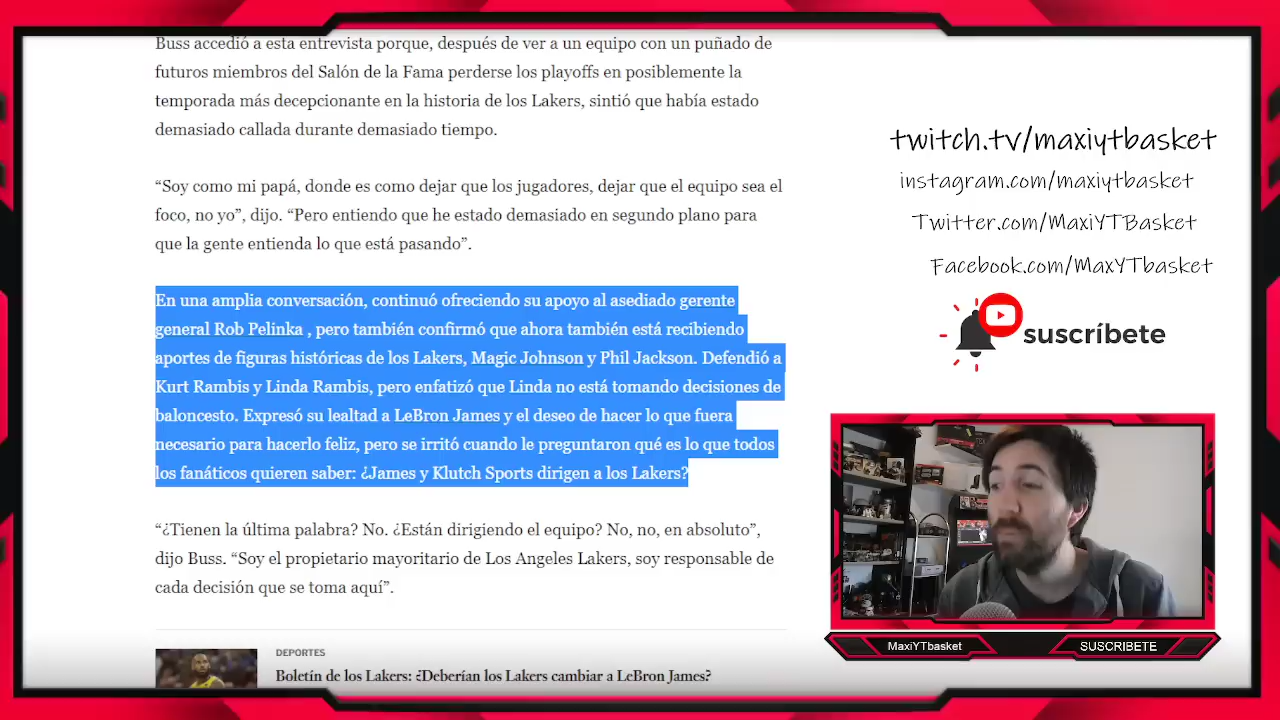 Buss accedió a esta entrevista porque, después de ver a un equipo con un puñado de
futuros miembros del Salón de la Fama perderse los playoffs en posiblemente la
temporada más decepcionante en la historia de los Lakers, sintió que había estado
demasiado callada durante demasiado tiempo.
“Soy como mi papá, donde es como dejar que los jugadores, dejar que el equipo sea el
foco, no yo”, dijo. “Pero entiendo que he estado demasiado en segundo plano para
que la gente entienda lo que está pasando”.
En una amplia conversación, continuó ofreciendo su apoyo al asediado gerente
general Rob Pelinka , pero también confirmó que ahora también está recibiendo
aportes de figuras históricas de los Lakers, Magic Johnson y Phil Jackson. Defendió a
Kurt Rambis y Linda Rambis, pero enfatizó que Linda no está tomando decisiones de
baloncesto. Expresó su lealtad a LeBron James y el deseo de hacer lo que fuera
necesario para hacerlo feliz, pero se irritó cuando le preguntaron qué es lo que todos
los fanáticos quieren saber: ¿James y Klutch Sports dirigen a los Lakers?
“¿Tienen la última palabra? No. ¿Están dirigiendo el equipo? No, no, en absoluto”,
dijo Buss. “Soy el propietario mayoritario de Los Angeles Lakers, soy responsable de
cada decisión que se toma aquí”.
DEPORTES
Boletín de los Lakers: ¿Deberían los Lakers cambiar a LeBron James?
twitch.tv/maxiytbasket
instagram.com/maxiytbasket
Twitter.com/MaxiYTBasket
Facebook.com/MaxYTbasket
suscríbete
MaxiYTbasket
SUSCRIBETE